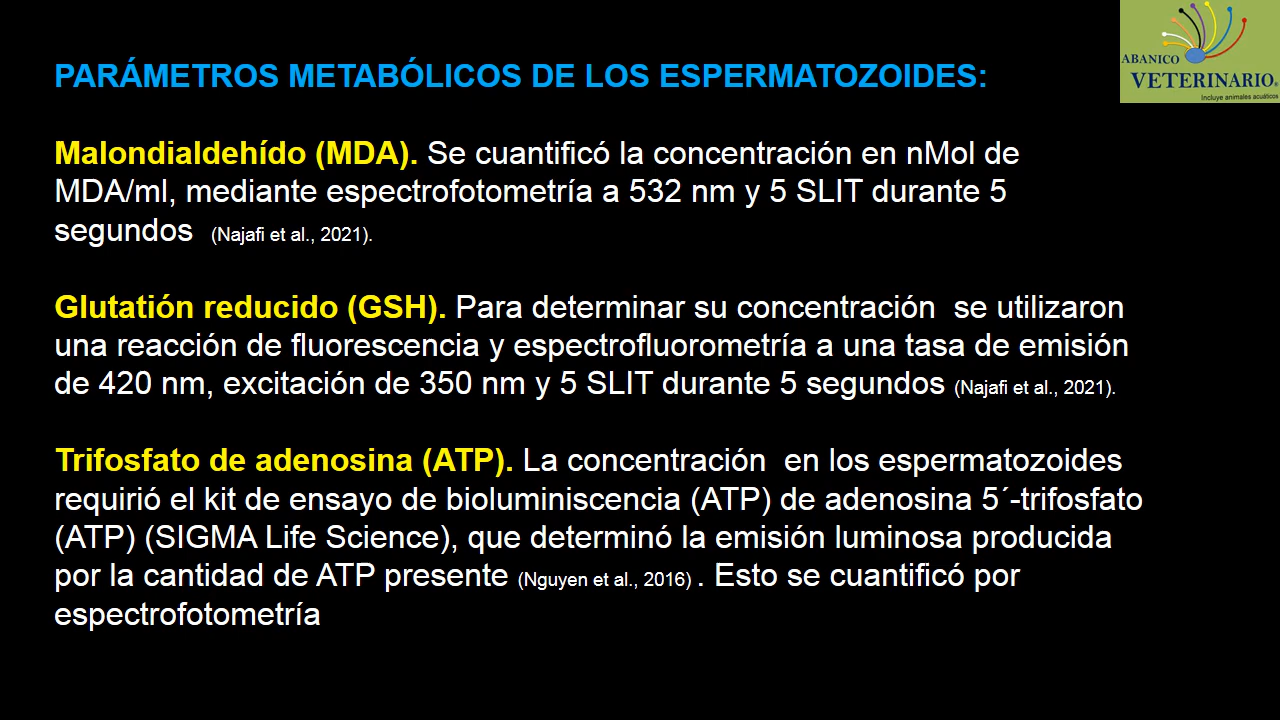 ABANICO
VETERINARIO®
Incluye animales acuáticos
PARÁMETROS METABÓLICOS DE LOS ESPERMATOZOIDES:
Malondialdehído (MDA). Se cuantificó la concentración en nMol de
MDA/ml, mediante espectrofotometría a 532 nm y 5 SLIT durante 5
segundos (Najafi et al., 2021).
Glutatión reducido (GSH). Para determinar su concentración se utilizaron
una reacción de fluorescencia y espectrofluorometría a una tasa de emisión
de 420 nm, excitación de 350 nm y 5 SLIT durante 5 segundos (Najafi et al., 2021).
Trifosfato de adenosina (ATP). La concentración en los espermatozoides
requirió el kit de ensayo de bioluminiscencia (ATP) de adenosina 5´-trifosfato
(ATP) (SIGMA Life Science), que determinó la emisión luminosa producida
por la cantidad de ATP presente (Nguyen et al., 2016) . Esto se cuantificó por
espectrofotometría